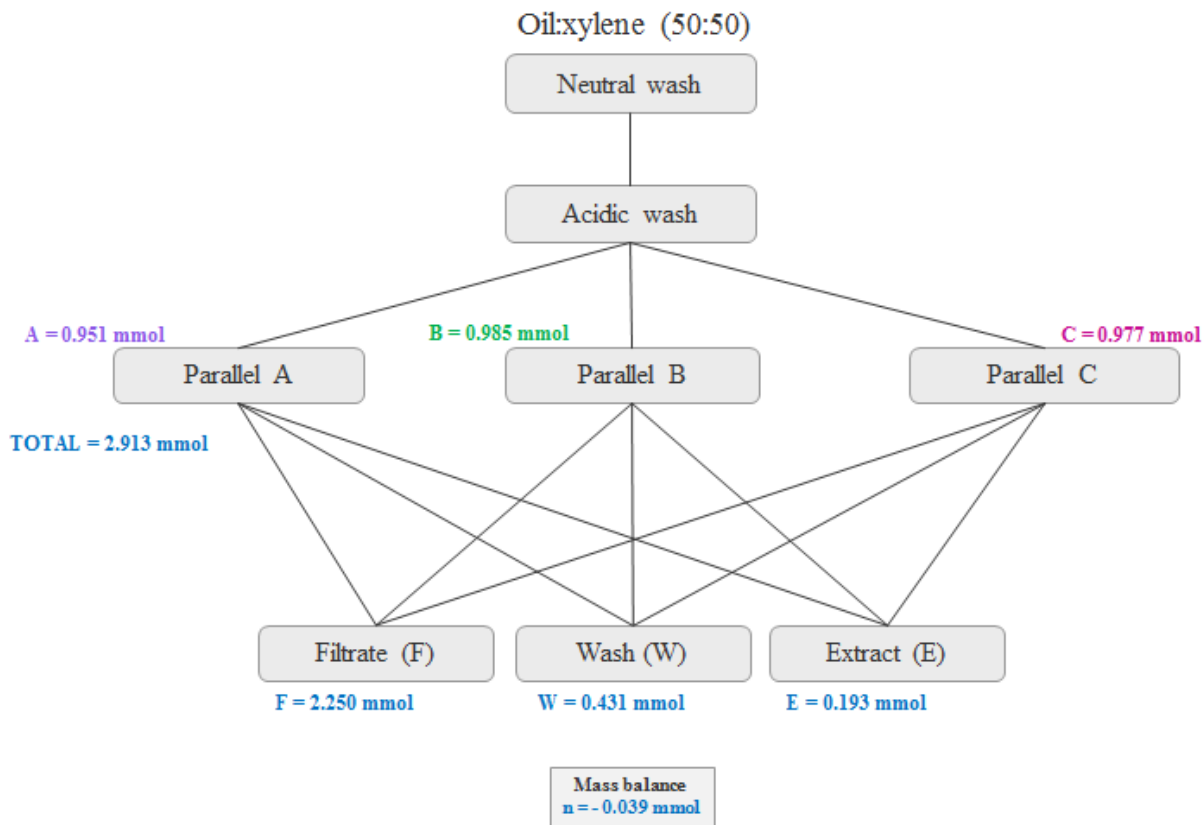 Oil:xylene (50:50)
Neutral wash
Acidic wash
A = 0.951 mmol
B = 0.985 mmol
C = 0.977 mmol
Parallel A
Parallel B
Parallel C
TOTAL = 2.913 mmol
Filtrate (F)
Wash (W)
Extract (E)
F = 2.250 mmol
W = 0.431 mmol
E = 0.193 mmol
Mass balance
n = - 0.039 mmol